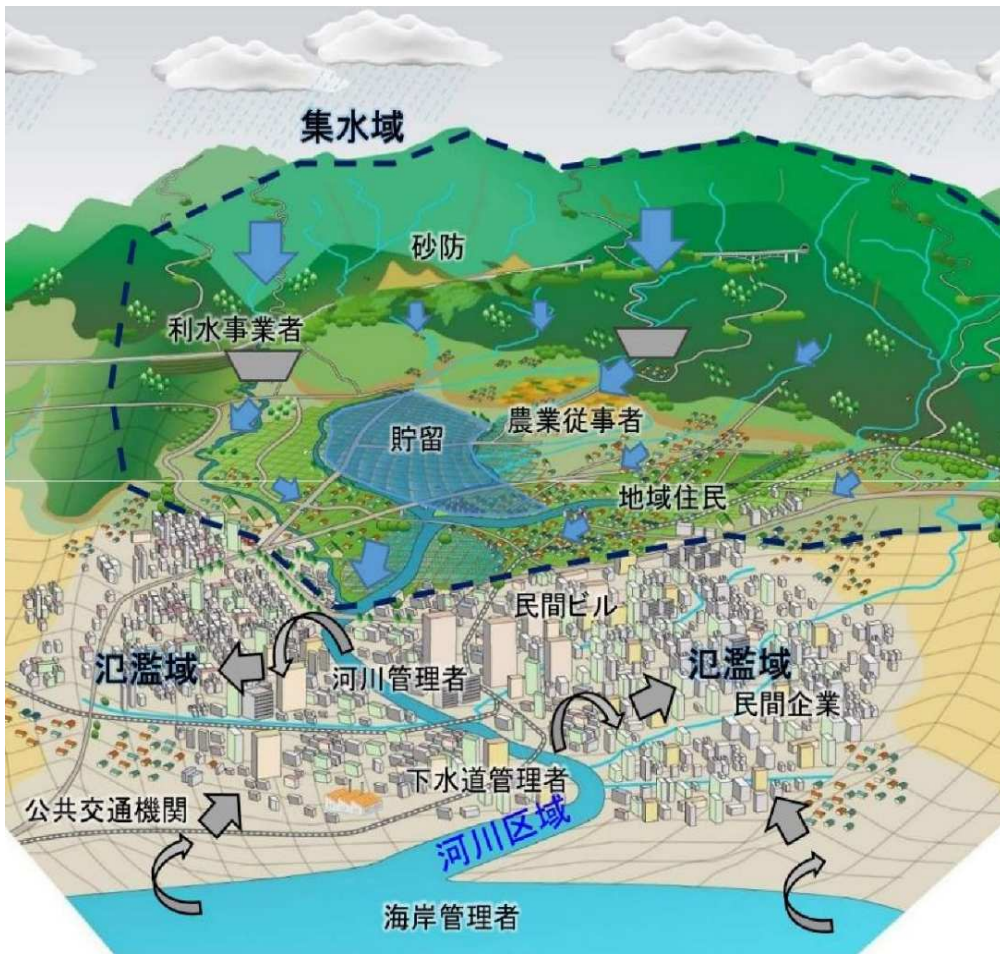 集水域
砂防
利水事業者
農業従事者
貯留
地域住民
民間ビル
氾濫域
河川管理者
氾濫域
民間企業
下水道管理者
公共交通機関
河川区域
海岸管理者